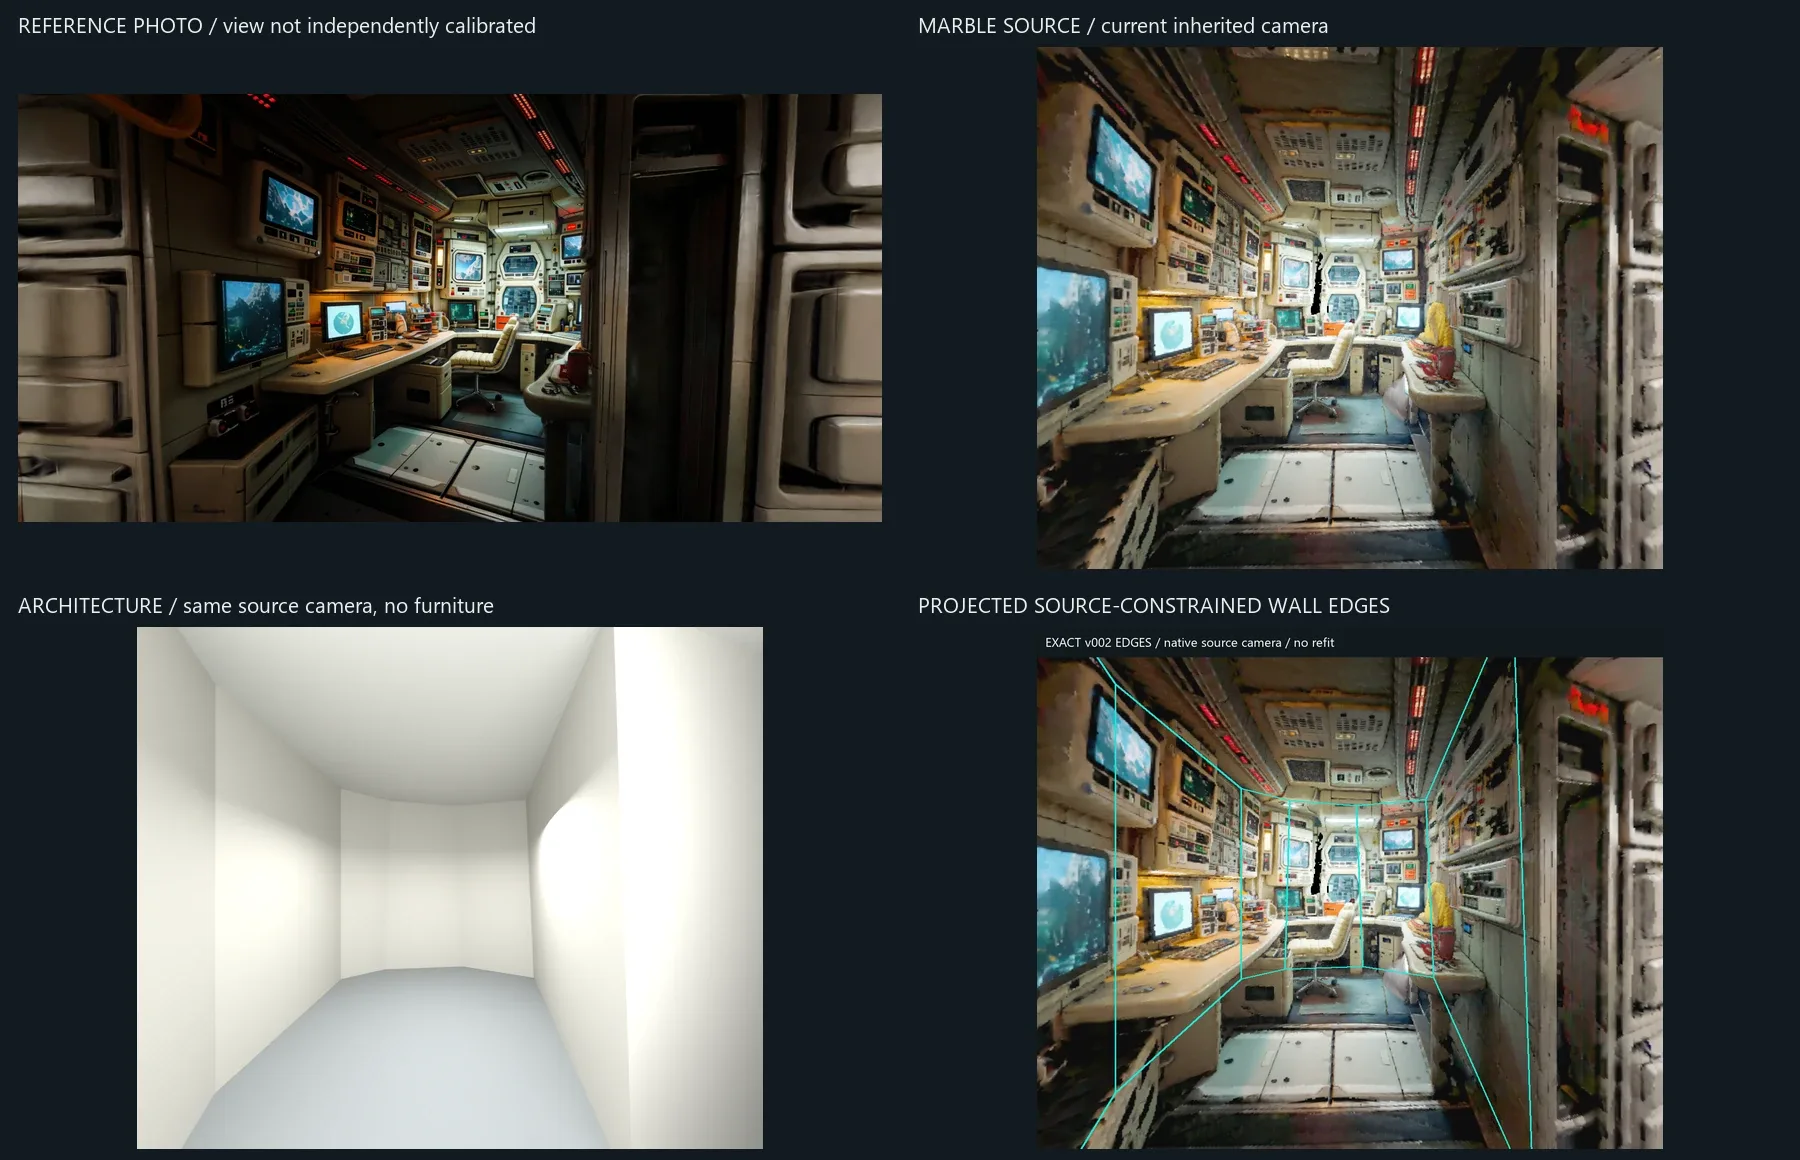 REFERENCE PHOTO / view not independently calibrated
MARBLE SOURCE / current inherited camera
ARCHITECTURE / same source camera, no furniture
PROJECTED SOURCE-CONSTRAINED WALL EDGES
EXACT v002 EDGES / native source camera / no refit